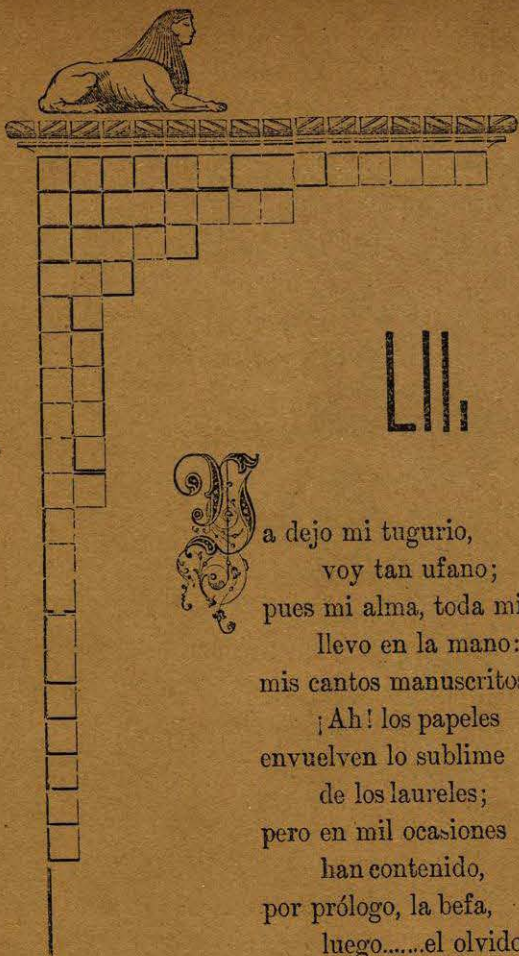 LII.
Ya dejo mi tugurio,
voy tan ufano;
pues mi alma, toda mi
llevo en la mano:
mis cantos manuscritos
¡Ah! los papeles
envuelven lo sublime
de los laureles;
pero en mil ocasiones
han contenido,
por prólogo, la befa,
luego.......el olvido